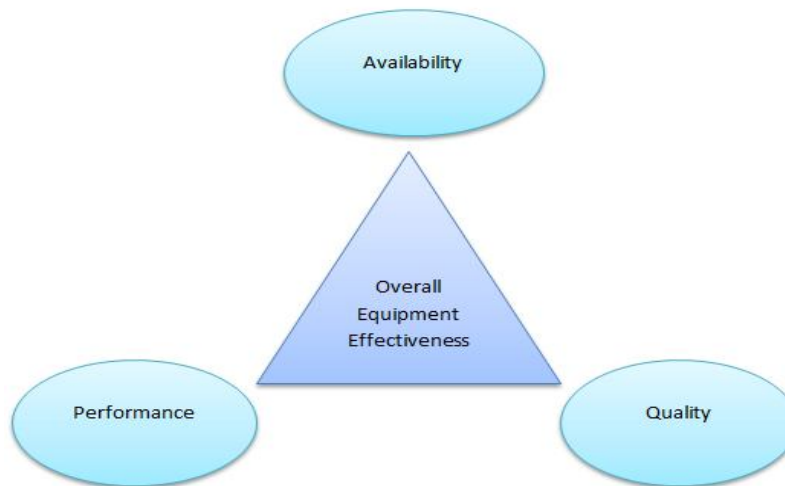 Availability
Overall
Equipment
Effectiveness
Performance
Quality